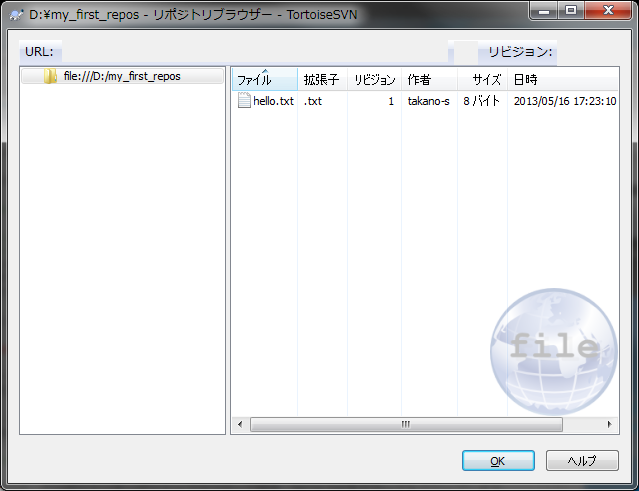 D:¥my_first_repos - リポジトリブラウザー - TortoiseSVN
URL: リビジョン:
file:///D:/my_first_repos
ファイル 拡張子 リビジョン 作者 サイズ 日時
hello.txt .txt 1 takano-s 8 バイト 2013/05/16 17:23:10
file
OK ヘルプ